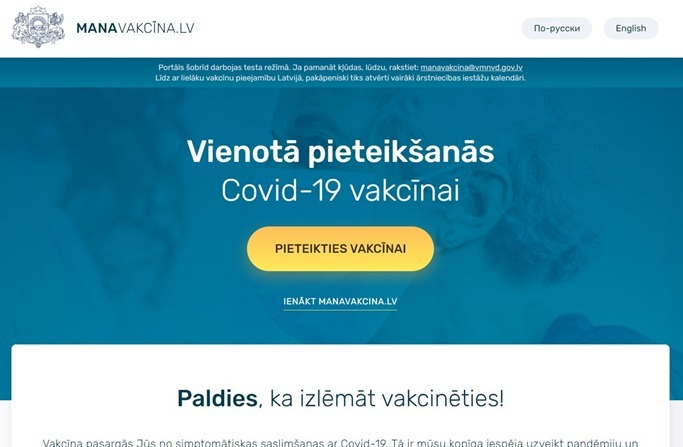 MANAVAKCĪNA.LV
По-русски
English
Portāls šobrīd darbojas testa režīmā. Ja pamanāt kļūdas, lūdzu, rakstiet: manavakcina@vmnvd.gov.lv
Līdz ar lielāku vakcīnu pieejamību Latvijā, pakāpeniski tiks atvērti vairāki ārstniecības iestāžu kalendāri.
Vienotā pieteikšanās
Covid-19 vakcīnai
PIETEIKTIES VAKCĪNAI
IENĀKT MANAVAKCINA.LV
Paldies, ka izlēmāt vakcinēties!
Vakcīna pasargās Jūs no simptomātiskas saslimšanas ar Covid-19. Tā ir mūsu kopīga iespēja uzveikt pandēmiju un